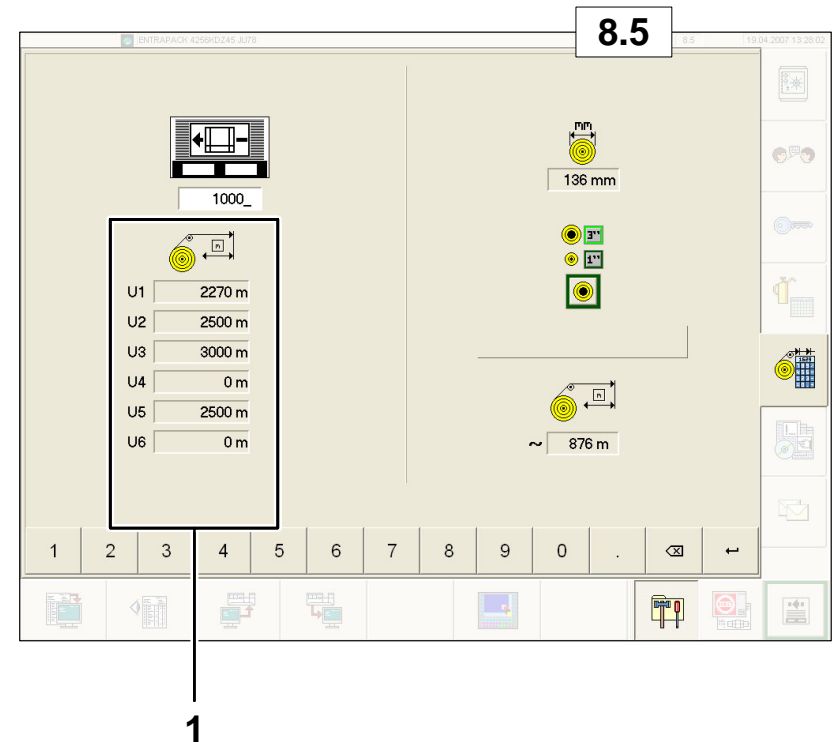 8.5
ENTRAPACK 4256KDZ45 JU78
8.5
19.04.2007 13:28:02
mm
136 mm
1000_
3"
1"
n
U1 2270 m
U2 2500 m
U3 3000 m
U4 0 m
U5 2500 m
U6 0 m
n
~ 876 m
1 2 3 4 5 6 7 8 9 0 .
1